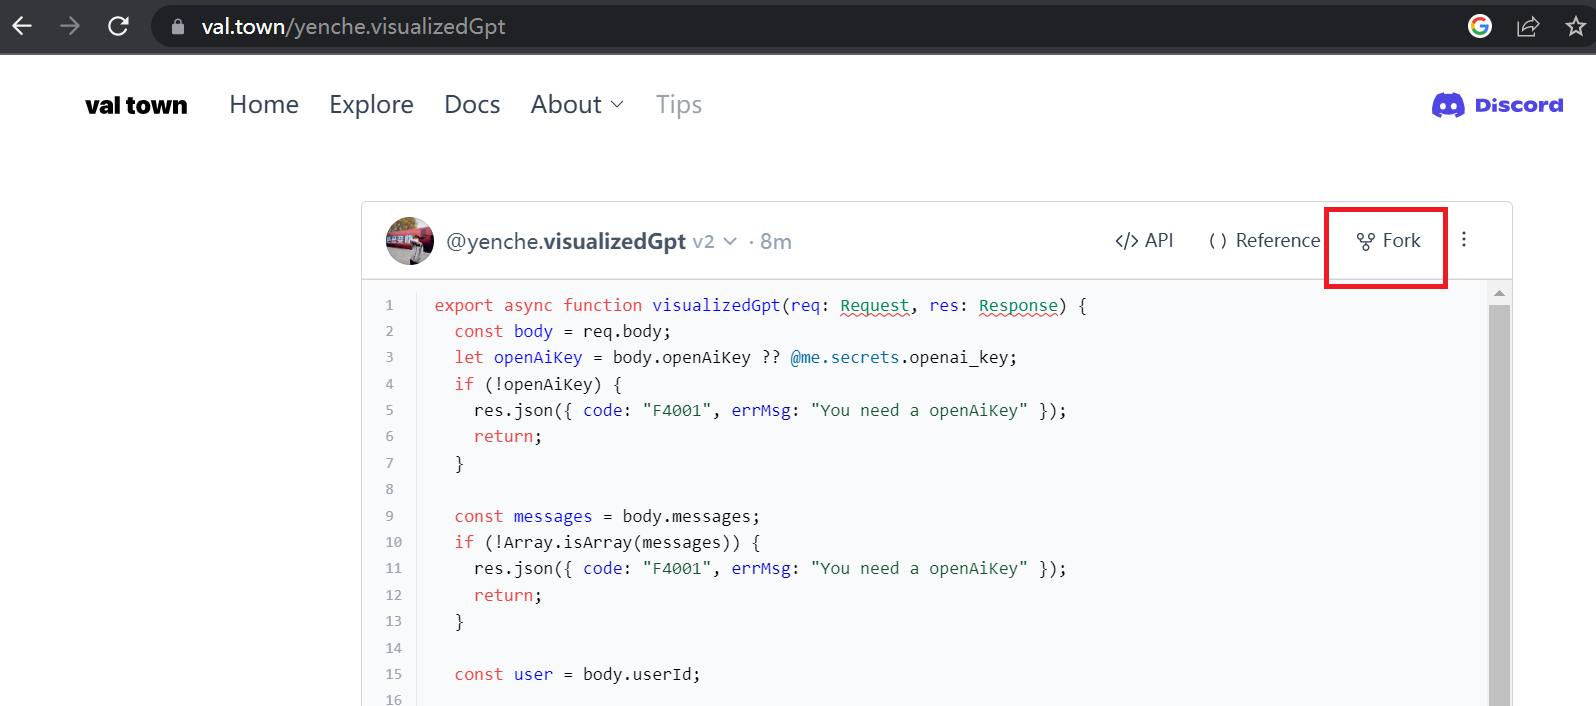 val.town/yenche.visualizedGpt
val town Home Explore Docs About Tips Discord
@yenche.visualizedGpt v2 · 8m </> API () Reference Fork
1 export async function visualizedGpt(req: Request, res: Response) {
2 const body = req.body;
3 let openAiKey = body.openAiKey ?? @me.secrets.openai_key;
4 if (!openAiKey) {
5 res.json({ code: "F4001", errMsg: "You need a openAiKey" });
6 return;
7 }
8
9 const messages = body.messages;
10 if (!Array.isArray(messages)) {
11 res.json({ code: "F4001", errMsg: "You need a openAiKey" });
12 return;
13 }
14
15 const user = body.userId;
16